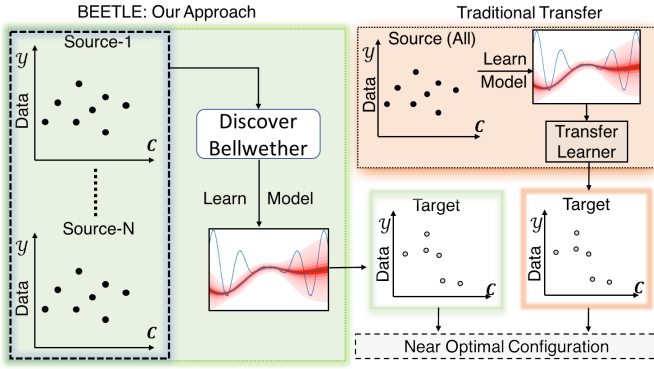 BEETLE: Our Approach
Source-1
𝒴
Data
C
Source-N
𝒴
Data
C
Discover
Bellwether
Learn Model
Traditional Transfer
Source (All)
𝒴
Data
C
Learn
Model
Transfer
Learner
Target
𝒴
Data
C
Target
𝒴
Data
C
Near Optimal Configuration